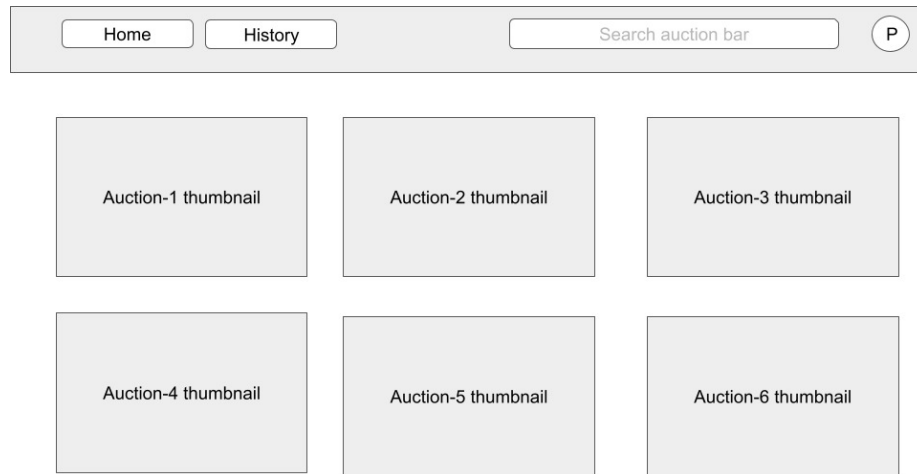 Home
History
Search auction bar
P
Auction-1 thumbnail
Auction-2 thumbnail
Auction-3 thumbnail
Auction-4 thumbnail
Auction-5 thumbnail
Auction-6 thumbnail